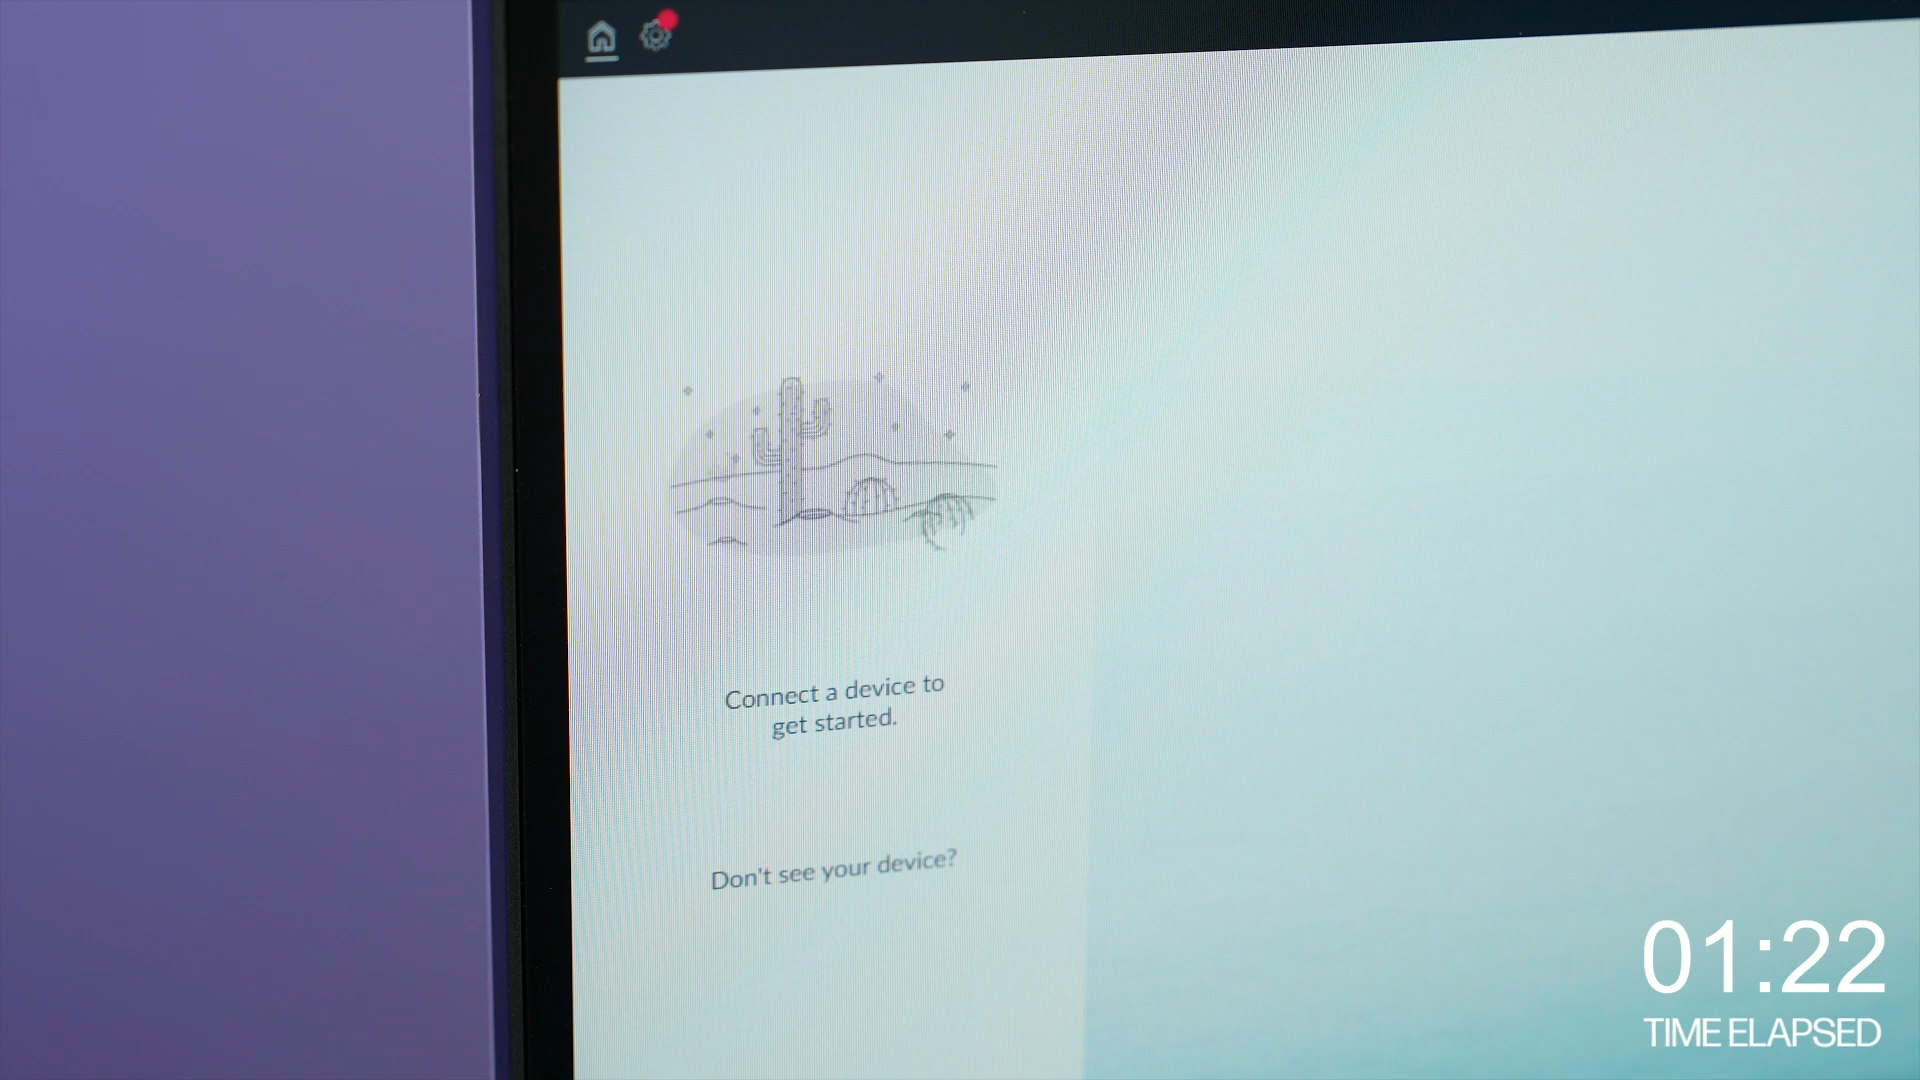 Connect a device to
get started.
Don't see your device?
01:22
TIME ELAPSED